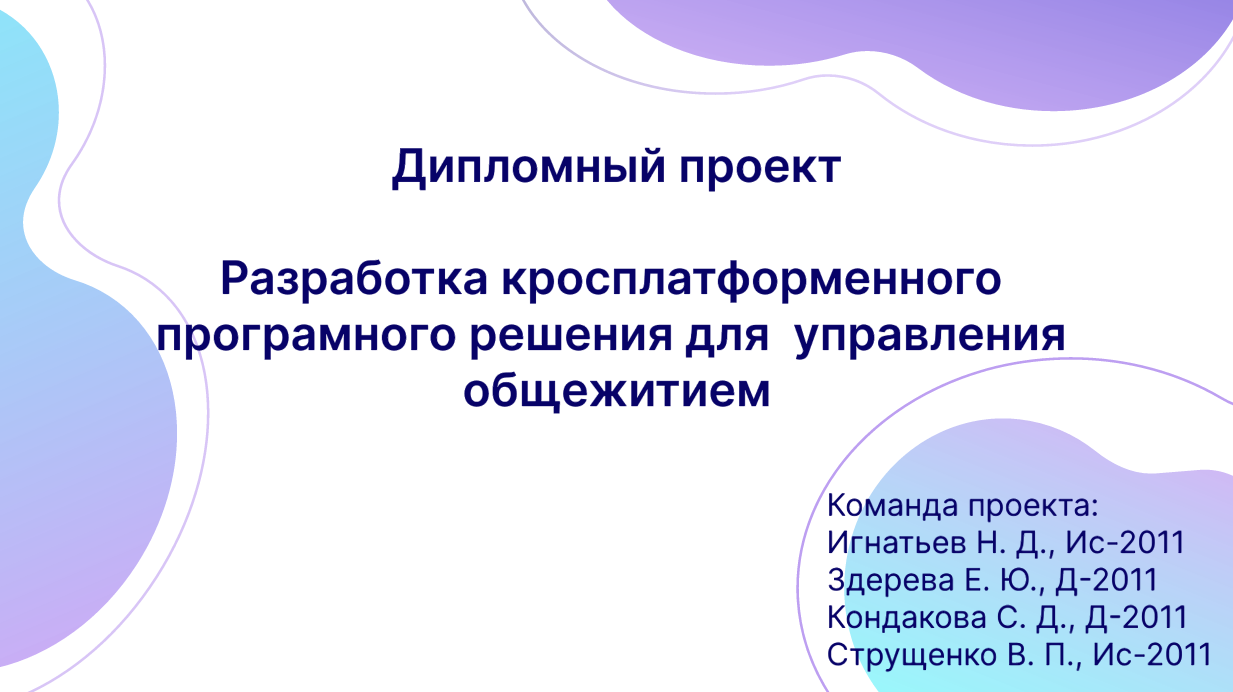 Дипломный проект
Разработка кросплатформенного
програмного решения для  управления
общежитием
Команда проекта:
Игнатьев Н. Д., Ис-2011
Здерева Е. Ю., Д-2011
Кондакова С. Д., Д-2011
Струщенко В. П., Ис-2011